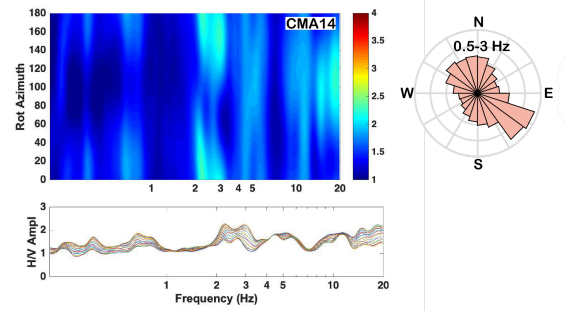 180
160
140
120
100
80
60
40
20
0
Rot Azimuth
CMA14
1 2 3 4 5 10 20
4
3.5
3
2.5
2
1.5
1
N
0.5-3 Hz
W E
S
3
2
1
0
H/V Ampl
1 2 3 4 5 10 20
Frequency (Hz)